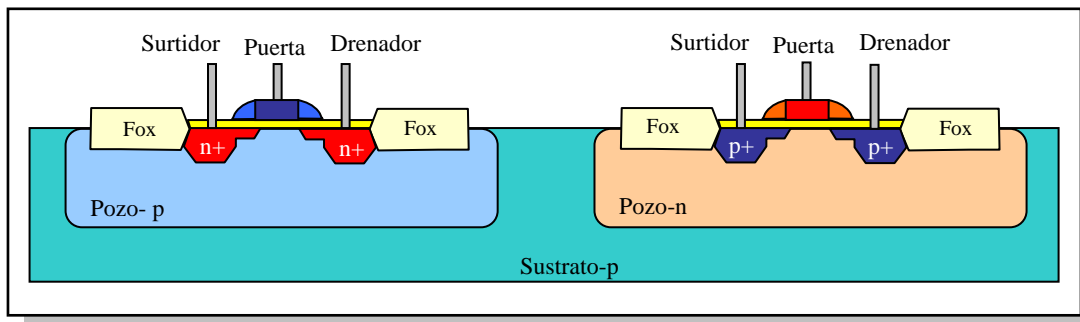 Surtidor Puerta Drenador
Surtidor Puerta Drenador
Fox n+ n+ Fox
Fox p+ p+ Fox
Pozo- p
Pozo-n
Sustrato-p